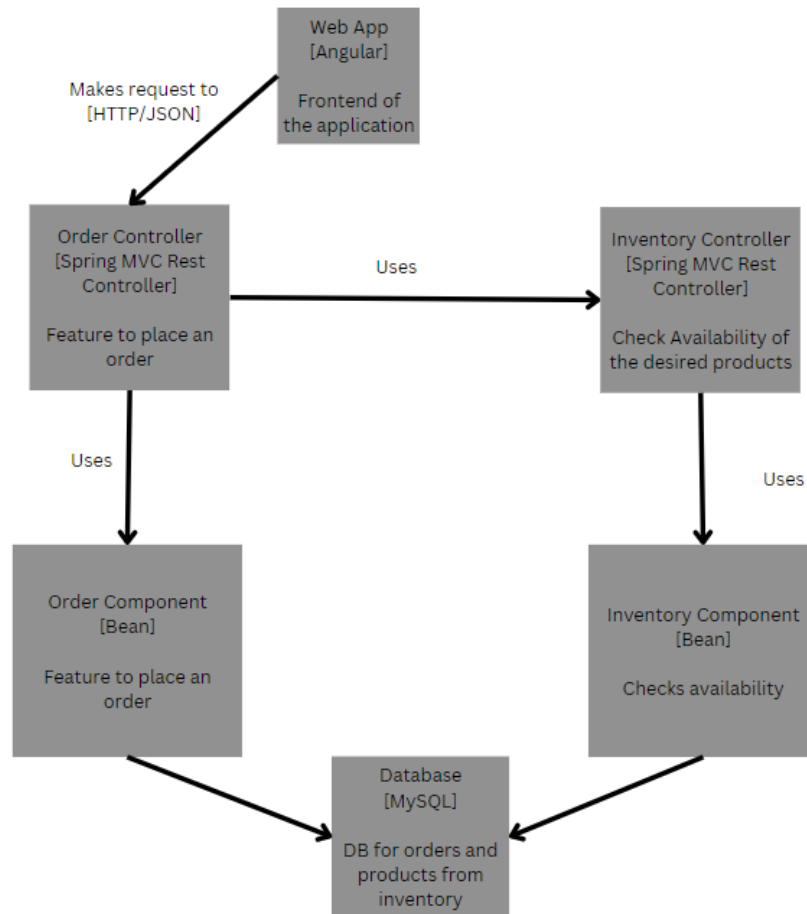 Web App
[Angular]
Frontend of
the application
Makes request to
[HTTP/JSON]
Order Controller
[Spring MVC Rest
Controller]
Feature to place an
order
Uses
Inventory Controller
[Spring MVC Rest
Controller]
Check Availability of
the desired products
Uses
Uses
Order Component
[Bean]
Feature to place an
order
Inventory Component
[Bean]
Checks availability
Database
[MySQL]
DB for orders and
products from
inventory